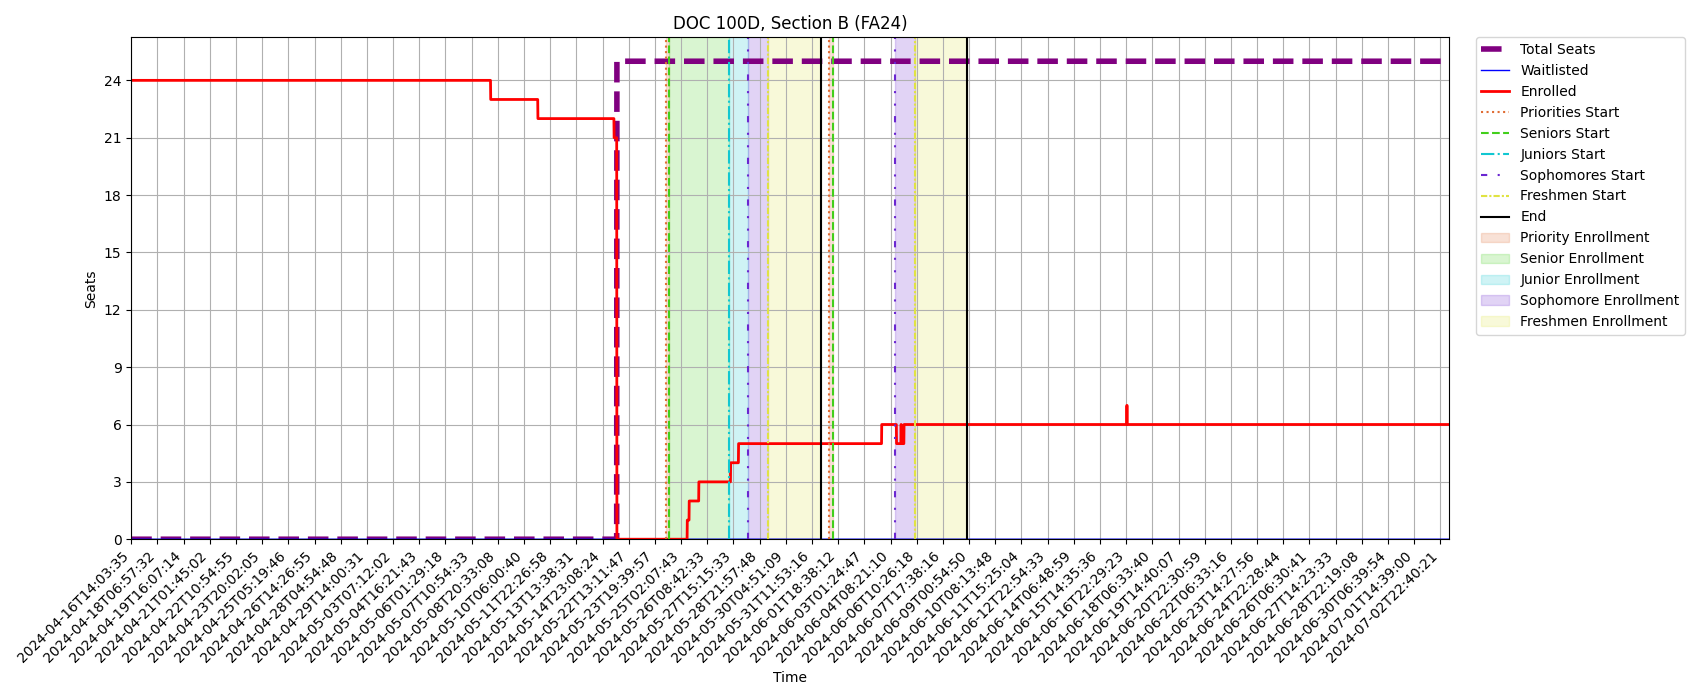 DOC 100D, Section B (FA24)
Seats
24
21
18
15
12
9
6
3
0
2024-04-16T14:03:35
2024-04-18T06:57:32
2024-04-19T16:07:14
2024-04-21T01:45:02
2024-04-22T10:54:55
2024-04-23T20:02:05
2024-04-25T05:19:46
2024-04-26T14:26:55
2024-04-28T04:54:48
2024-04-29T14:00:31
2024-05-03T07:12:02
2024-05-04T16:21:43
2024-05-06T01:29:18
2024-05-07T10:54:33
2024-05-08T20:33:08
2024-05-10T06:00:40
2024-05-11T22:26:58
2024-05-13T13:38:31
2024-05-14T23:08:24
2024-05-22T13:11:47
2024-05-23T19:39:57
2024-05-25T02:07:43
2024-05-26T08:42:33
2024-05-27T15:15:33
2024-05-28T21:57:48
2024-05-30T04:51:09
2024-05-31T11:53:16
2024-06-01T18:38:12
2024-06-03T01:24:47
2024-06-04T08:21:10
2024-06-06T10:26:18
2024-06-07T17:38:16
2024-06-09T00:54:50
2024-06-10T08:13:48
2024-06-11T15:25:04
2024-06-12T22:54:33
2024-06-14T06:48:59
2024-06-15T14:35:36
2024-06-16T22:29:23
2024-06-18T06:33:40
2024-06-19T14:40:07
2024-06-20T22:30:59
2024-06-22T06:33:16
2024-06-23T14:27:56
2024-06-24T22:28:44
2024-06-26T06:30:41
2024-06-27T14:23:33
2024-06-28T22:19:08
2024-06-30T06:39:54
2024-07-01T14:39:00
2024-07-02T22:40:21
Time
Total Seats
Waitlisted
Enrolled
Priorities Start
Seniors Start
Juniors Start
Sophomores Start
Freshmen Start
End
Priority Enrollment
Senior Enrollment
Junior Enrollment
Sophomore Enrollment
Freshmen Enrollment